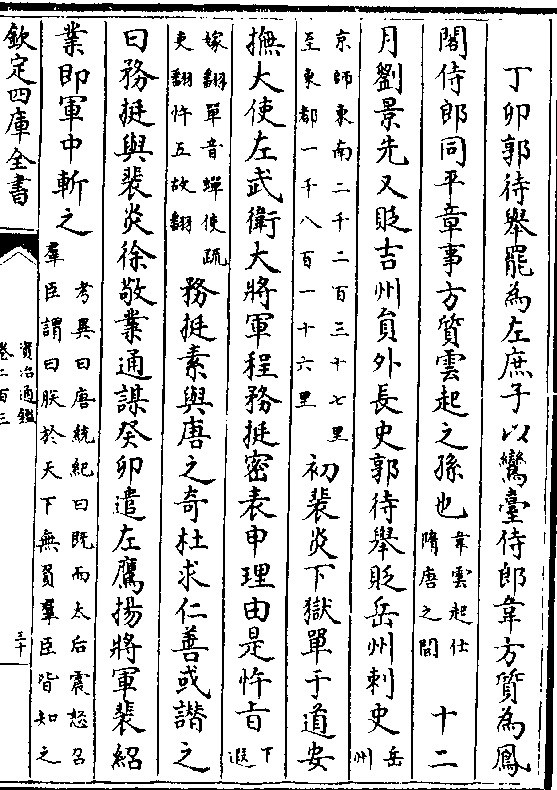 丁卯郭待舉罷為左庶子以鸞臺侍郎韋方質為鳳
閣侍郎同平章事方質雲起之孫也韋雲起仕隋唐之間十二
月劉景先又貶吉州員外長史郭待舉貶岳州刺史岳州
京師東南二千二百三十七里至東都一千八百一十六里初裴炎下獄單于道安
撫大使左武衛大將軍程務挺密表申理由是忤㫖下遐
嫁翻單音蟬使疏吏翻忤五故翻務挺素與唐之奇杜求仁善或譖之
曰務挺與裴炎徐敬業通謀癸卯遣左鷹揚將軍裴紹
業即軍中斬之考異曰唐統紀曰既而太后震怒召羣臣謂曰朕於天下無負羣臣皆知之
欽定四庫全書
資治通鑑
卷二百三
三十